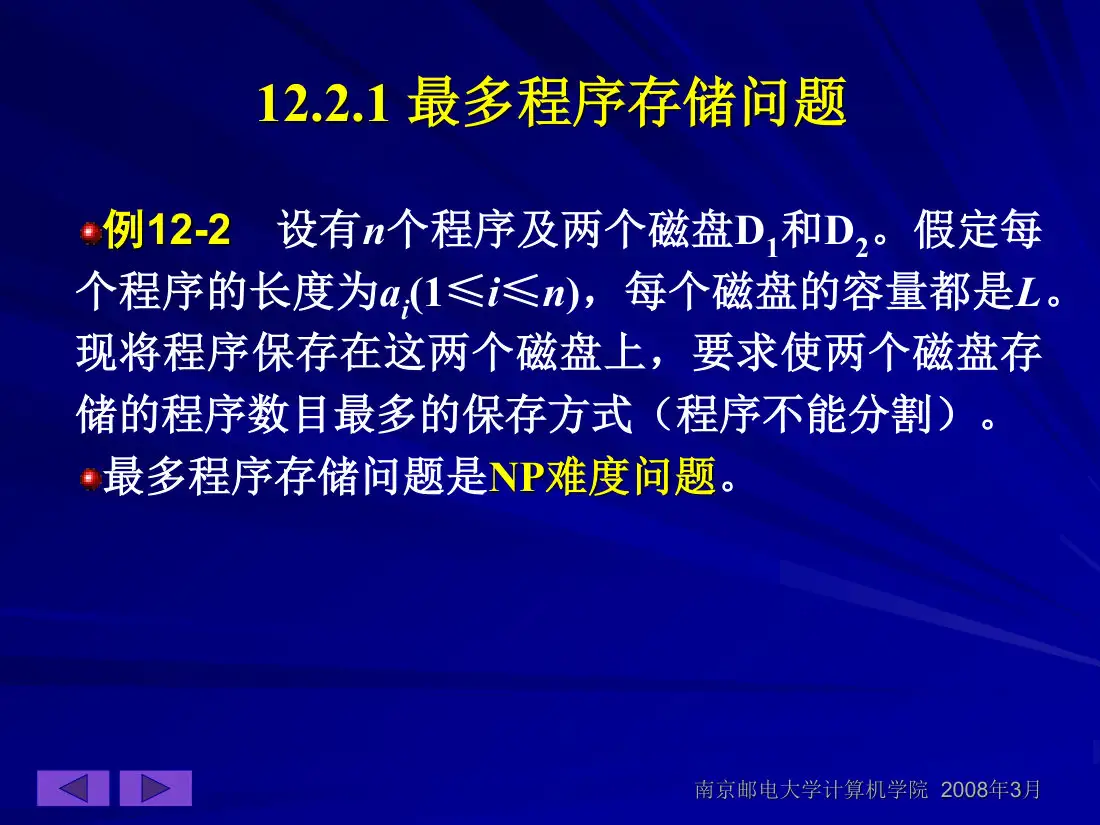 12.2.1 最多程序存储问题
例12-2 设有n个程序及两个磁盘D₁和D₂。假定每
个程序的长度为aᵢ(1≤i≤n)，每个磁盘的容量都是L。
现将程序保存在这两个磁盘上，要求使两个磁盘存
储的程序数目最多的保存方式（程序不能分割）。
最多程序存储问题是NP难度问题。
南京邮电大学计算机学院 2008年3月